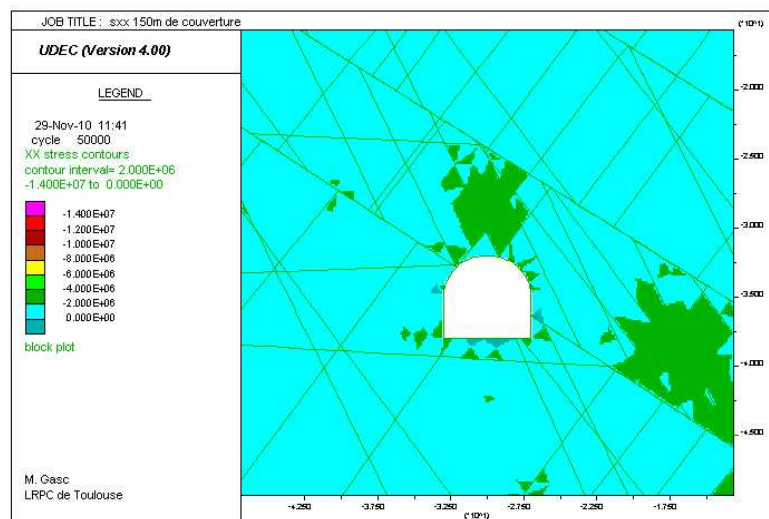 JOB TITLE : sxx 150m de couverture
(*10^1)
UDEC (Version 4.00)
LEGEND
29-Nov-10 11:41
cycle 50000
XX stress contours
contour interval= 2.000E+06
-1.400E+07 to 0.000E+00
-1.400E+07
-1.200E+07
-1.000E+07
-8.000E+06
-6.000E+06
-4.000E+06
-2.000E+06
0.000E+00
block plot
M. Gasc
LRPC de Toulouse
-2.000
-2.500
-3.000
-3.500
-4.000
-4.500
-4.250
-3.750
-3.250
-2.750
-2.250
-1.750
(*10^1)